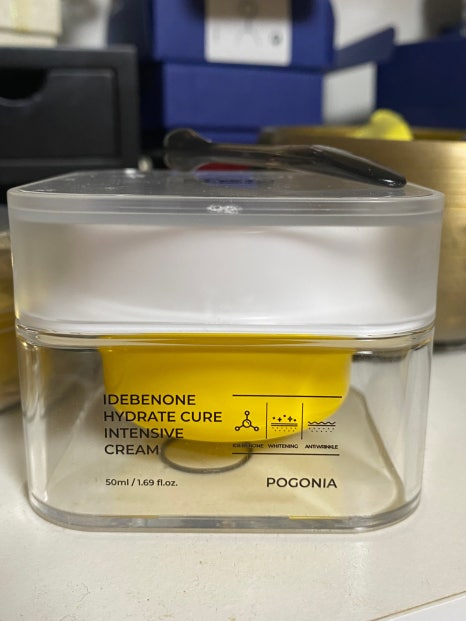 IDEBENONE
HYDRATE CURE
INTENSIVE
CREAM
IDEBENONE WHITENING ANTIWRINKLE
50ml / 1.69 fl.oz.
POGONIA